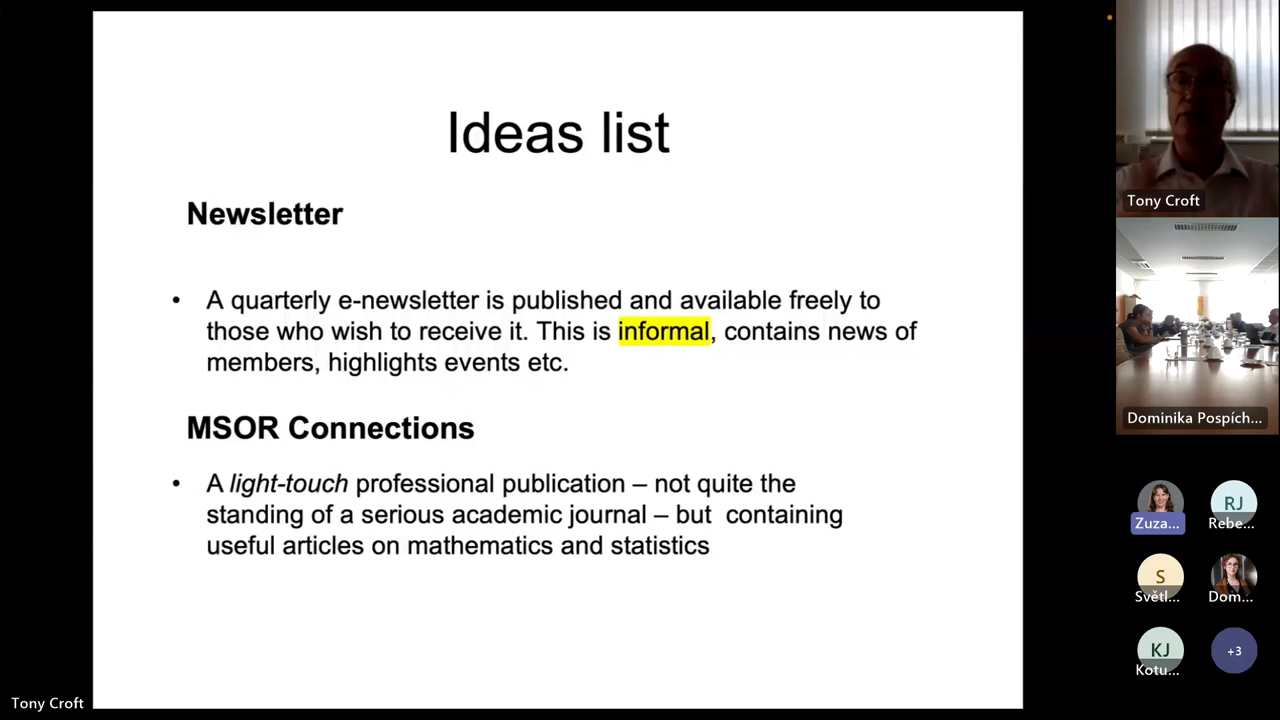 Ideas list
Newsletter
• A quarterly e-newsletter is published and available freely to
those who wish to receive it. This is informal, contains news of
members, highlights events etc.
MSOR Connections
• A light-touch professional publication – not quite the
standing of a serious academic journal – but  containing
useful articles on mathematics and statistics
Tony Croft
Tony Croft
Dominika Pospích...
RJ
Zuza...
Rebe...
S
Světl...
Dom...
KJ
+3
Kotu...